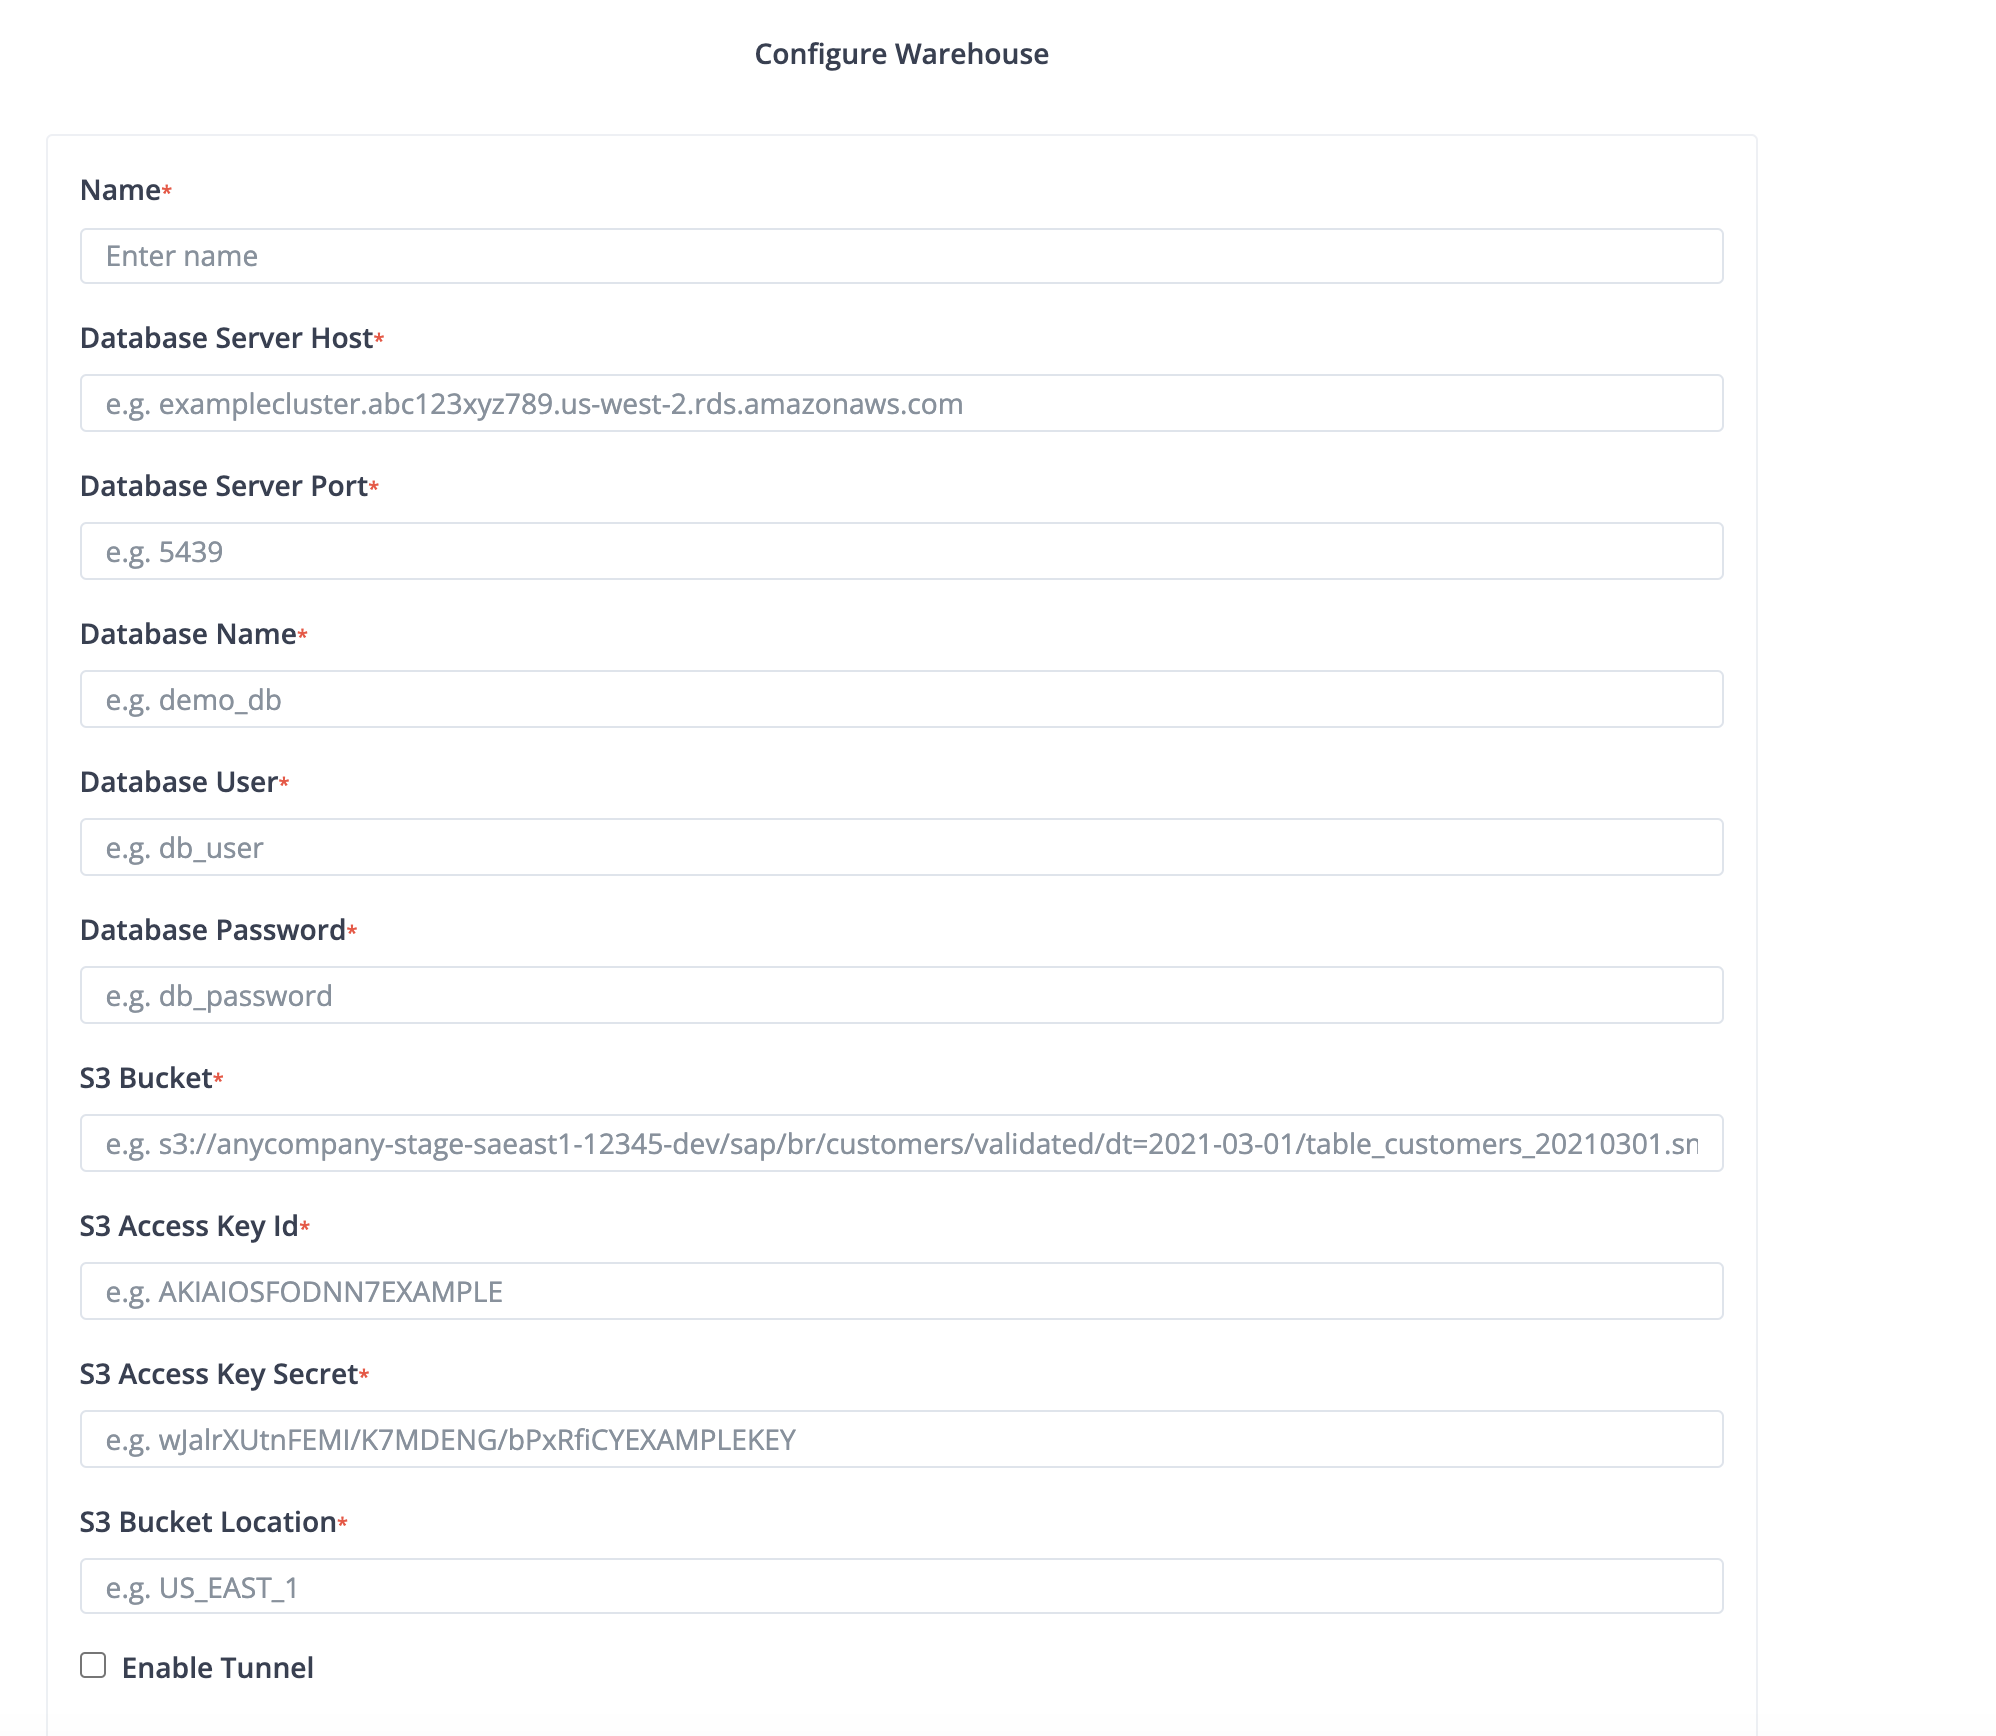 Configure Warehouse
Name*
Enter name
Database Server Host*
e.g. examplecluster.abc123xyz789.us-west-2.rds.amazonaws.com
Database Server Port*
e.g. 5439
Database Name*
e.g. demo_db
Database User*
e.g. db_user
Database Password*
e.g. db_password
S3 Bucket*
e.g. s3://anycompany-stage-saeast1-12345-dev/sap/br/customers/validated/dt=2021-03-01/table_customers_20210301.sn
S3 Access Key Id*
e.g. AKIAIOSFODNN7EXAMPLE
S3 Access Key Secret*
e.g. wJalrXUtnFEMI/K7MDENG/bPxRfiCYEXAMPLEKEY
S3 Bucket Location*
e.g. US_EAST_1
Enable Tunnel